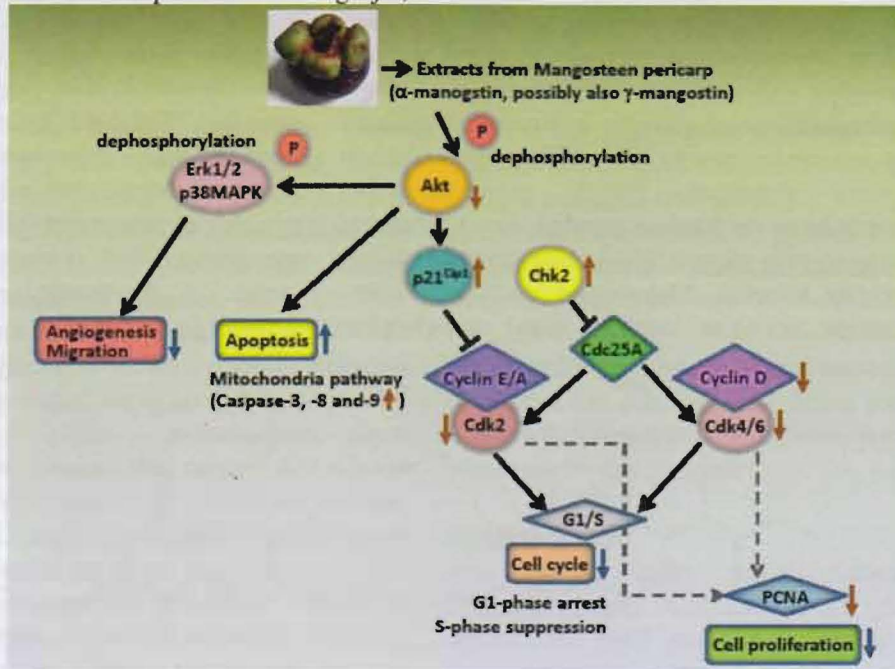 Extracts from Mangosteen pericarp
(α-manogstin, possibly also γ-mangostin)
P
dephosphorylation
dephosphorylation
P
Erk1/2
p38MAPK
Akt
p21Cip1
Chk2
Angiogenesis
Migration
Apoptosis
Cdc25A
Mitochondria pathway
(Caspase-3, -8 and-9 )
Cyclin E/A
Cyclin D
Cdk2
Cdk4/6
G1/S
Cell cycle
G1-phase arrest
S-phase suppression
PCNA
Cell proliferation